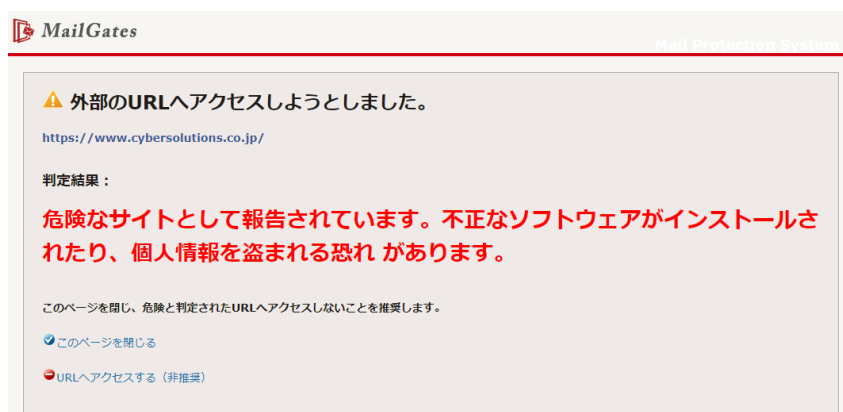 MailGates
Mail Protection System
外部のURLへアクセスしようとしました。
https://www.cybersolutions.co.jp/
判定結果：
危険なサイトとして報告されています。不正なソフトウェアがインストールさ
れたり、個人情報を盗まれる恐れ があります。
このページを閉じ、危険と判定されたURLへアクセスしないことを推奨します。
このページを閉じる
URLへアクセスする（非推奨）